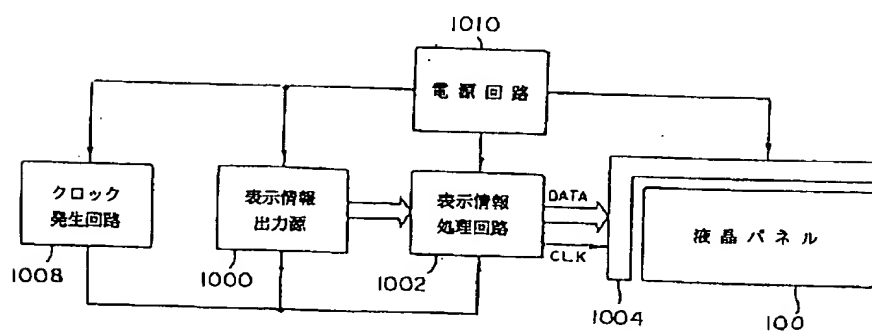 1010
電源回路
クロック
発生回路
表示情報
出力源
表示情報
処理回路
DATA
CLK
液晶パネル
1008
1000
1002
1004
100